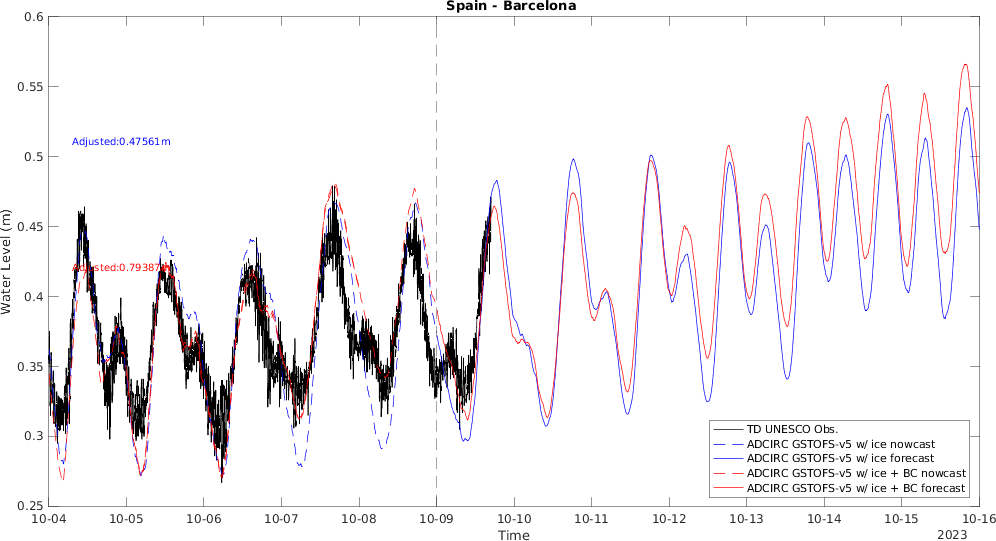 Spain - Barcelona
0.6
0.55
0.5
0.45
0.4
0.35
0.3
0.25
Water Level (m)
Adjusted:0.47561m
Adjusted:0.79387m
TD UNESCO Obs.
ADCIRC GSTOFS-v5 w/ ice nowcast
ADCIRC GSTOFS-v5 w/ ice forecast
ADCIRC GSTOFS-v5 w/ ice + BC nowcast
ADCIRC GSTOFS-v5 w/ ice + BC forecast
10-04 10-05 10-06 10-07 10-08 10-09 10-10 10-11 10-12 10-13 10-14 10-15 10-16
Time
2023